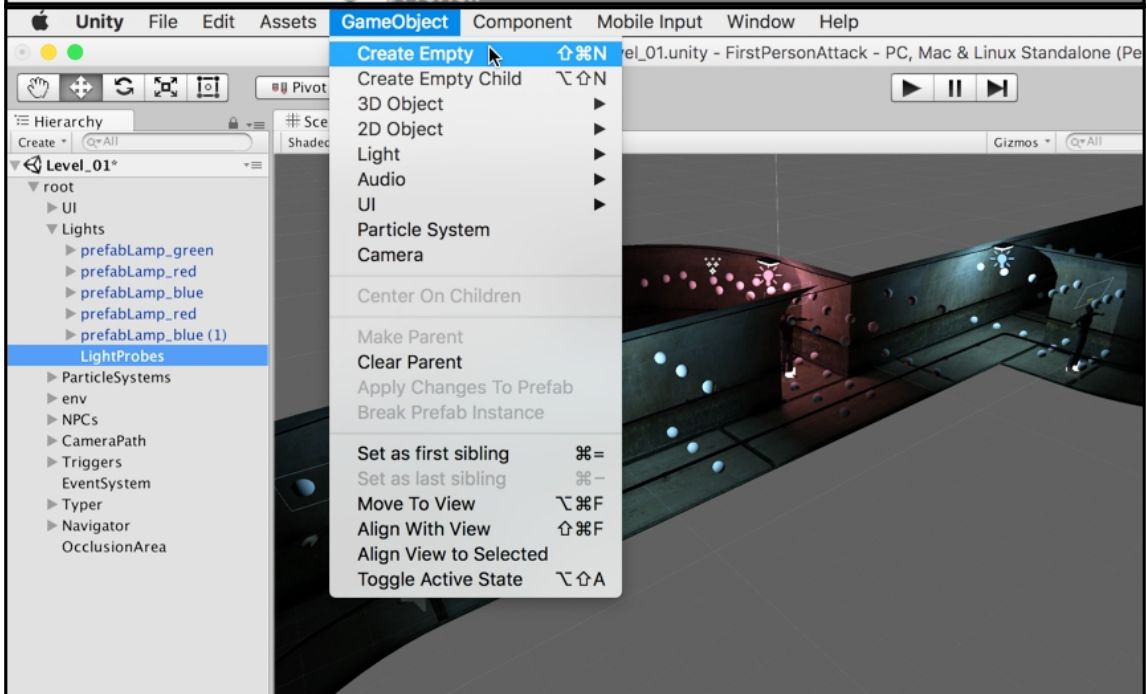 Unity File Edit Assets GameObject Component Mobile Input Window Help
el_01.unity - FirstPersonAttack - PC, Mac & Linux Standalone (Pe
Pivot
Hierarchy
# Sce
Create All
Shaded
Gizmos All
Level_01*
root
UI
Lights
prefabLamp_green
prefabLamp_red
prefabLamp_blue
prefabLamp_red
prefabLamp_blue (1)
LightProbes
ParticleSystems
env
NPCs
CameraPath
Triggers
EventSystem
Typer
Navigator
OcclusionArea
Create Empty ⇧⌘N
Create Empty Child ⌥⇧N
3D Object ▶
2D Object ▶
Light ▶
Audio ▶
UI ▶
Particle System
Camera
Center On Children
Make Parent
Clear Parent
Apply Changes To Prefab
Break Prefab Instance
Set as first sibling ⌘=
Set as last sibling ⌘-
Move To View ⌥⌘F
Align With View ⇧⌘F
Align View to Selected
Toggle Active State ⌥⇧A